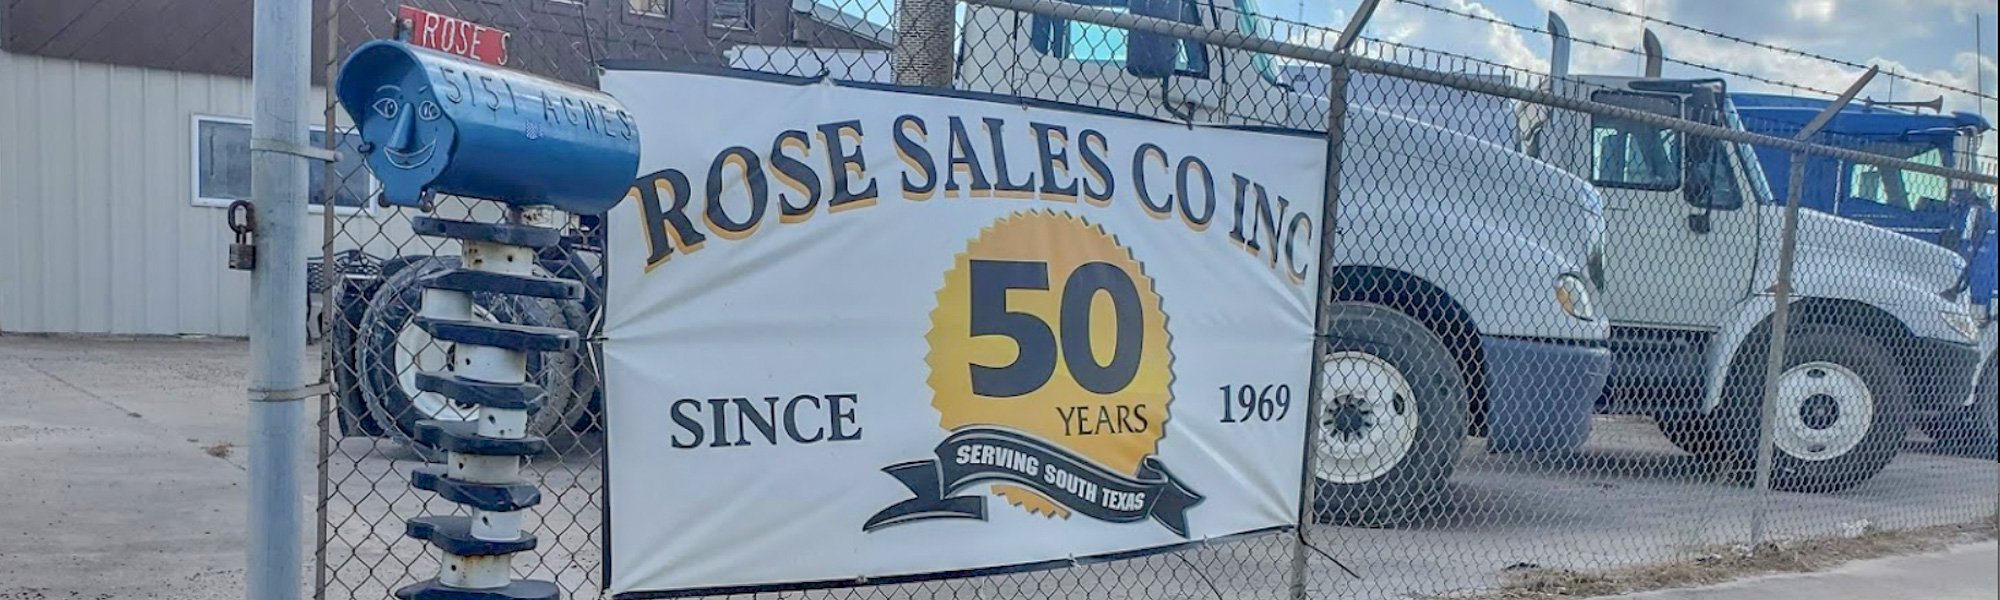 ROSE S
5151 AGNES
ROSE SALES CO INC
50
YEARS
SINCE
1969
SERVING SOUTH TEXAS